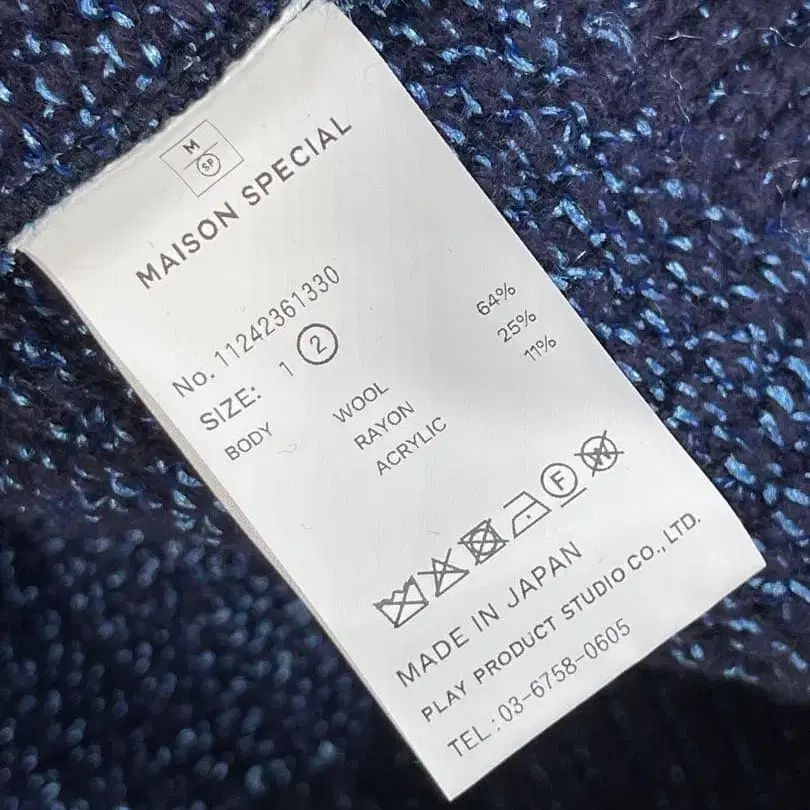 M
SP
MAISON SPECIAL
No. 11242361330
SIZE: 1 2
BODY WOOL 64%
RAYON 25%
ACRYLIC 11%
F
W
MADE IN JAPAN
PLAY PRODUCT STUDIO CO., LTD.
TEL : 03-6758-0605